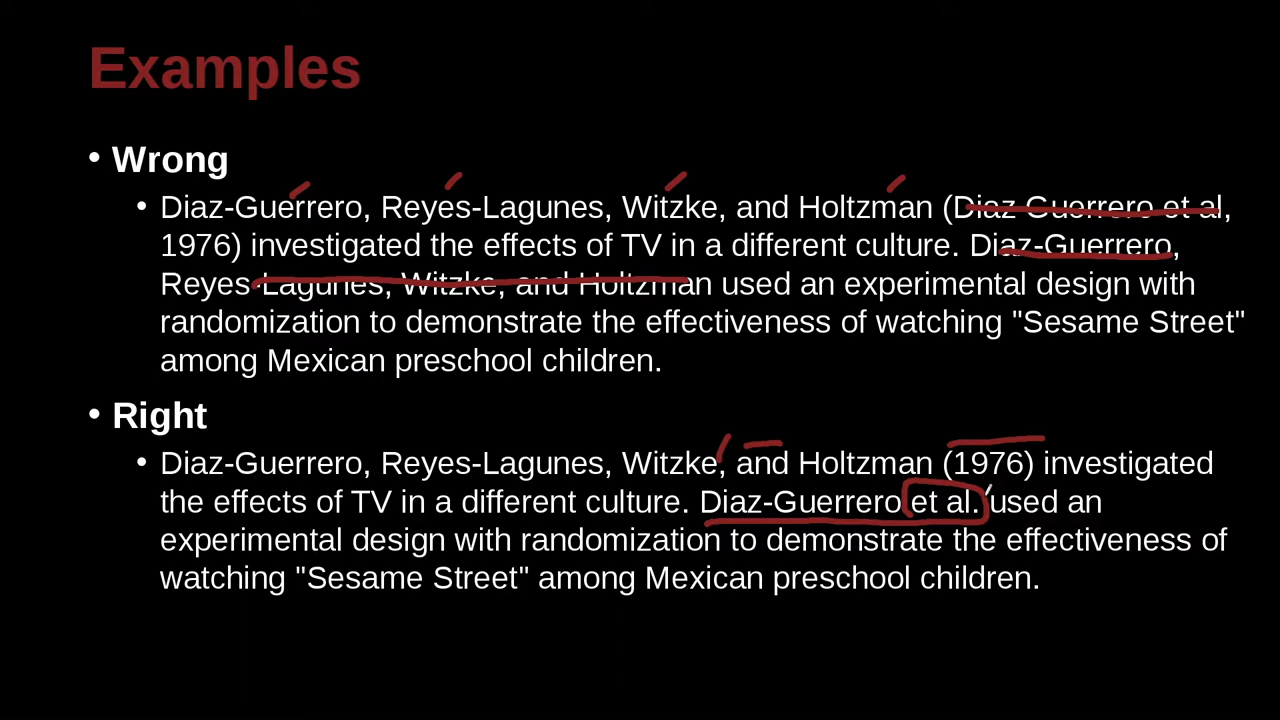 Examples
• Wrong
• Diaz-Guerrero, Reyes-Lagunes, Witzke, and Holtzman (Diaz Guerrero et al,
1976) investigated the effects of TV in a different culture. Diaz-Guerrero,
Reyes-Lagunes, Witzke, and Holtzman used an experimental design with
randomization to demonstrate the effectiveness of watching "Sesame Street"
among Mexican preschool children.
• Right
• Diaz-Guerrero, Reyes-Lagunes, Witzke, and Holtzman (1976) investigated
the effects of TV in a different culture. Diaz-Guerrero et al. used an
experimental design with randomization to demonstrate the effectiveness of
watching "Sesame Street" among Mexican preschool children.